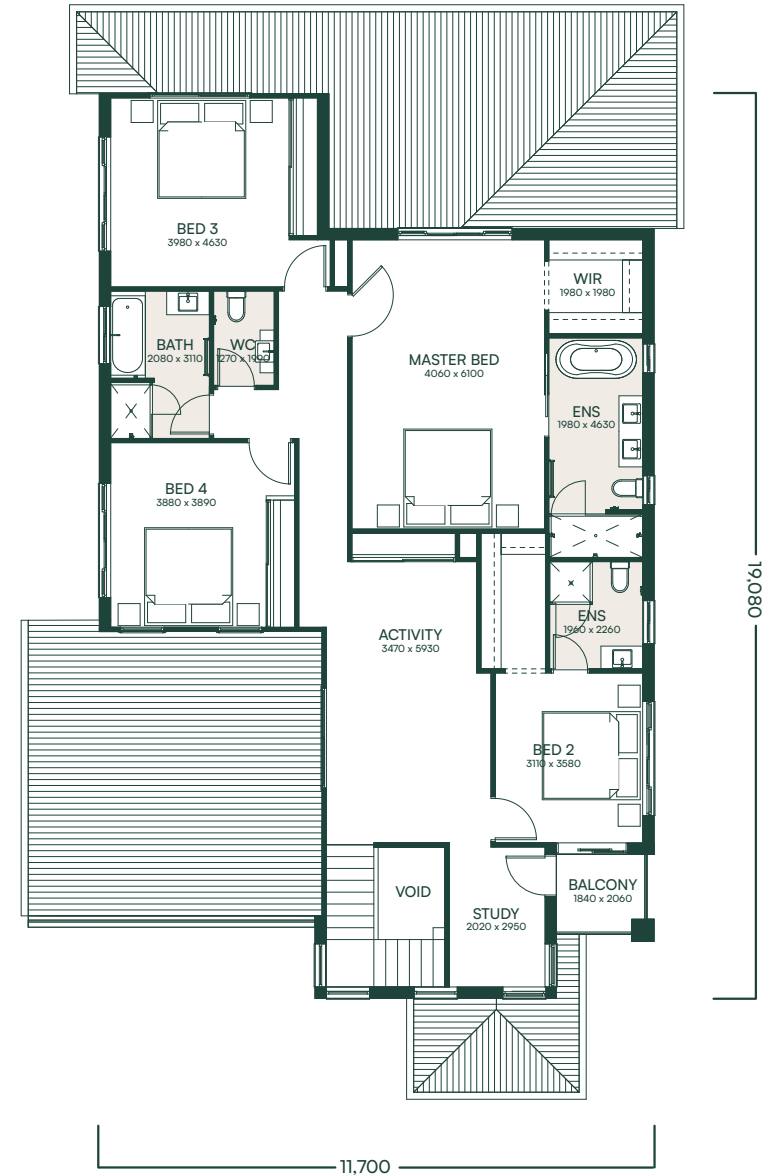 BED 3
3980 x 4630
WIR
1980 x 1980
BATH
2080 x 3110
WC
1270 x 1990
MASTER BED
4060 x 6100
ENS
1980 x 4630
BED 4
3880 x 3890
ACTIVITY
3470 x 5930
ENS
1960 x 2260
BED 2
3110 x 3580
VOID
STUDY
2020 x 2950
BALCONY
1840 x 2060
19,080
11,700